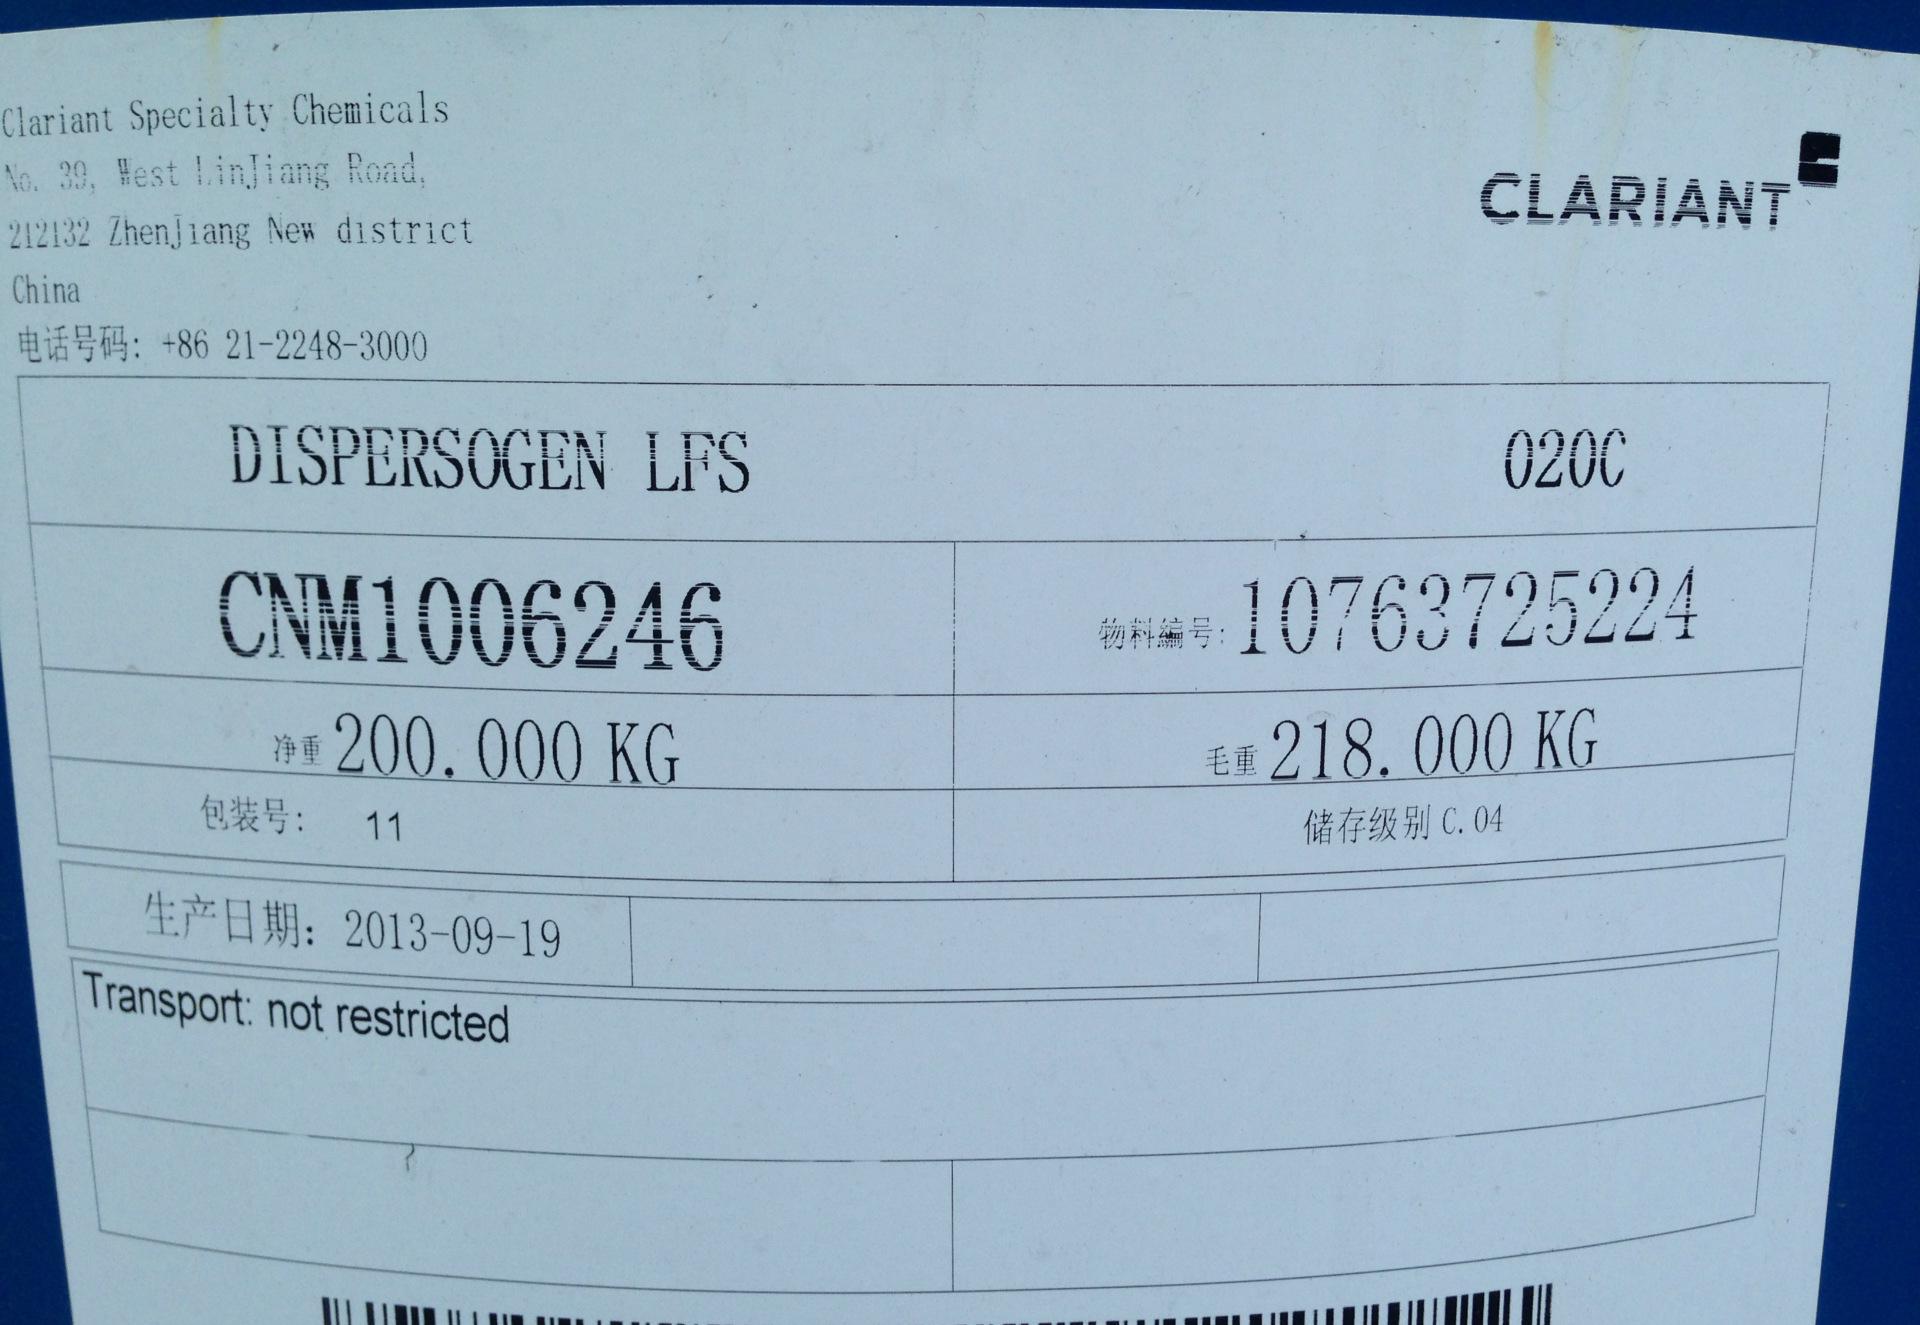 Clariant Specialty Chemicals
No. 39, West LinJiang Road,
212132 ZhenJiang New district
China
电话号码: +86 21-2248-3000
CLARIANT
DISPERSOGEN LFS 020C
CNM1006246 物料编号: 10763725224
净重 200.000 KG 毛重 218.000 KG
包装号: 11 储存级别 C.04
生产日期: 2013-09-19
Transport: not restricted